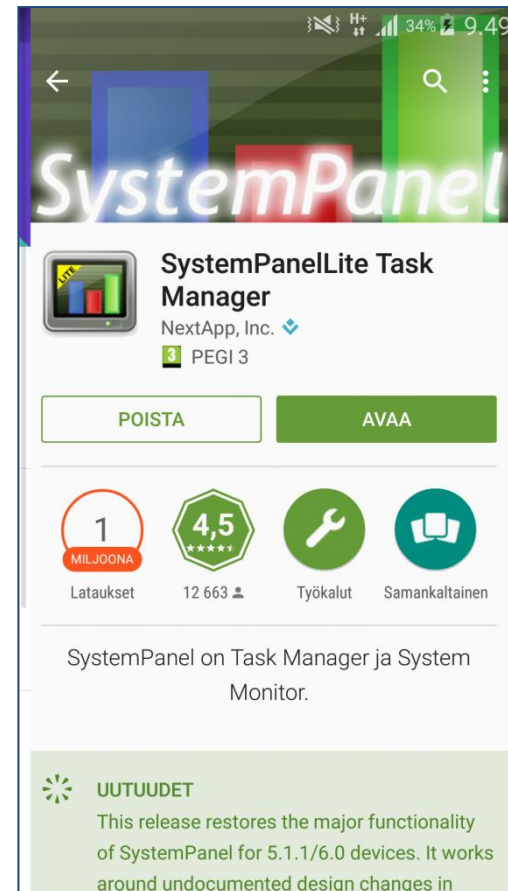 H+ 34% 9.49
SystemPanel
LITE
SystemPanelLite Task
Manager
NextApp, Inc.
3 PEGI 3
POISTA
AVAA
1
MILJOONA
Lataukset
4,5
12 663
Työkalut
Samankaltainen
SystemPanel on Task Manager ja System
Monitor.
UUTUUDET
This release restores the major functionality
of SystemPanel for 5.1.1/6.0 devices. It works
around undocumented design changes in